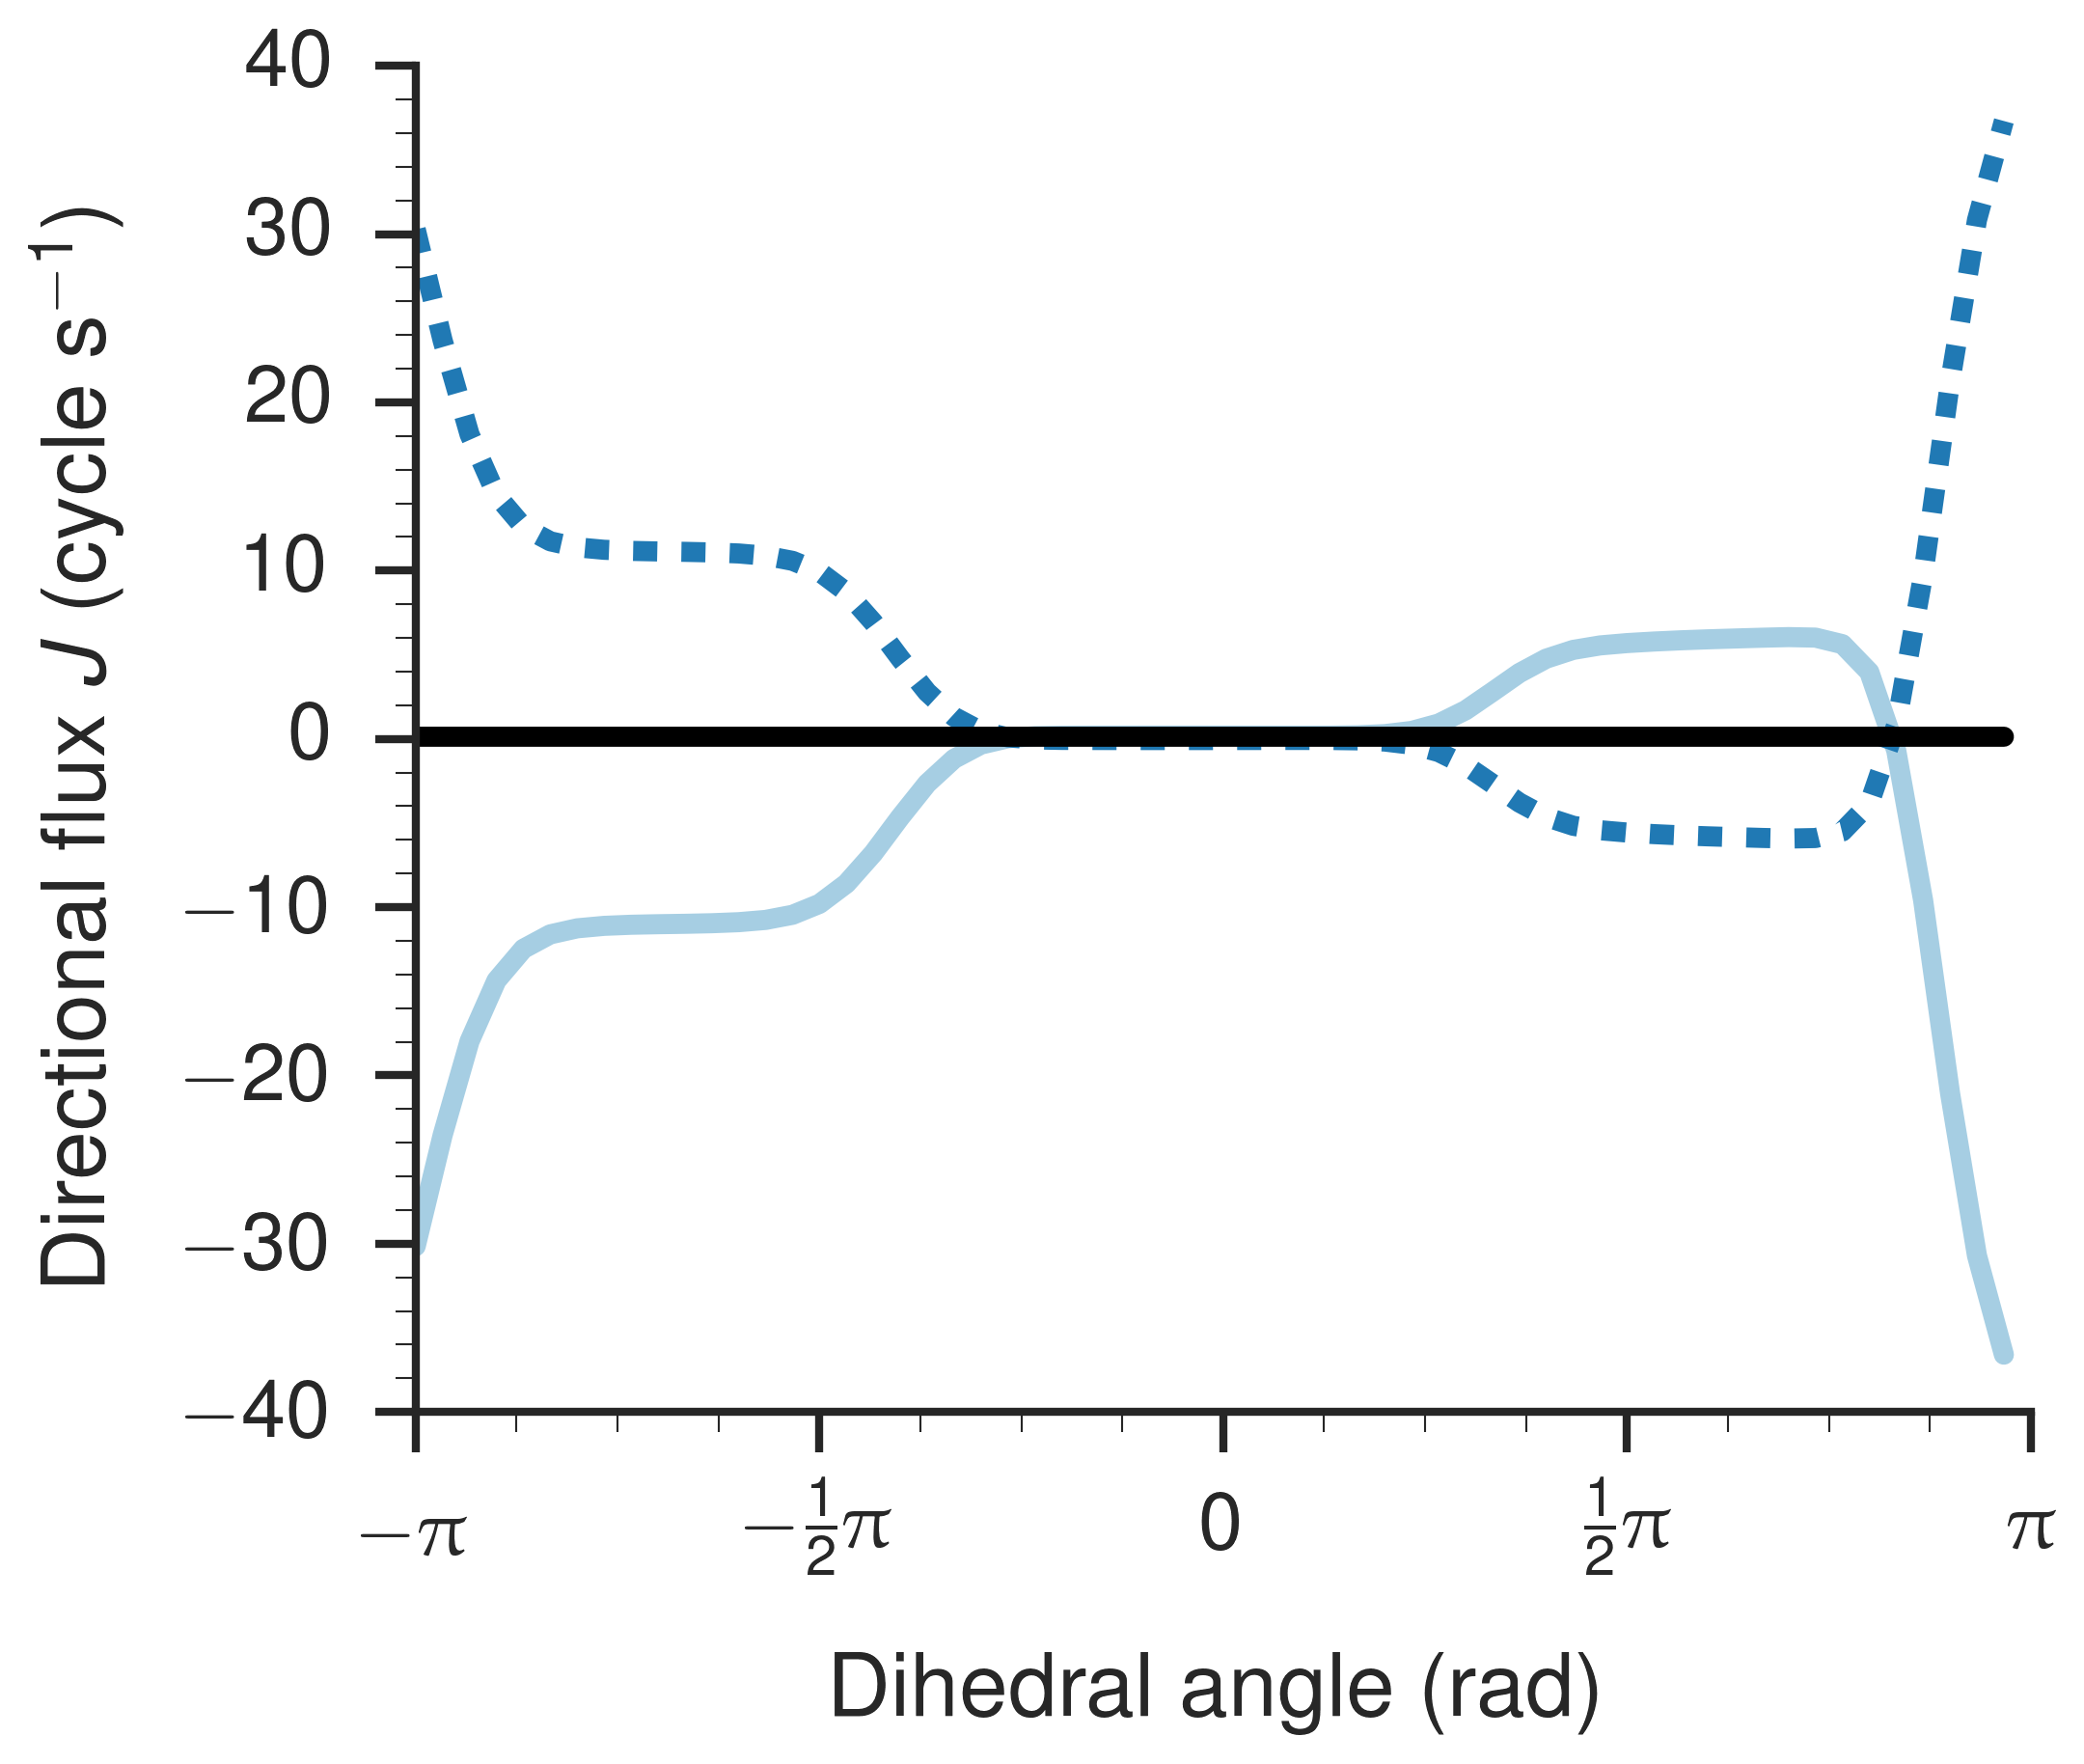 Directional flux J (cycle s⁻¹)
40
30
20
10
0
−10
−20
−30
−40
−π
−½π
0
½π
π
Dihedral angle (rad)